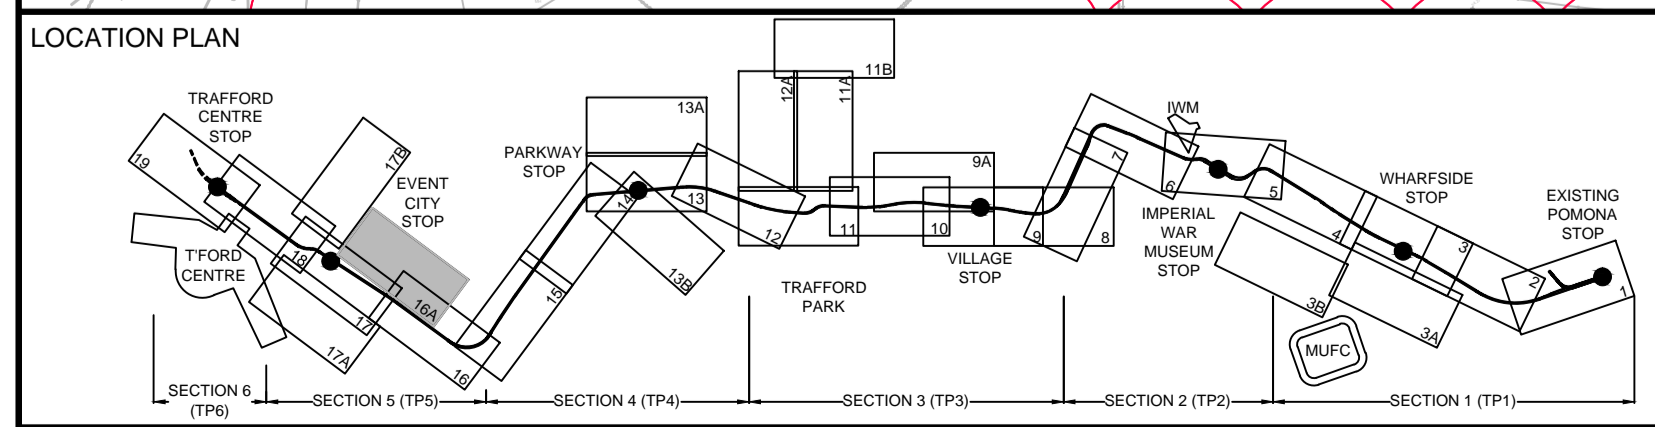 LOCATION PLAN
19
TRAFFORD
CENTRE
STOP
T'FORD
CENTRE
18
17B
EVENT
CITY
STOP
17
17A
16A
16
15
PARKWAY
STOP
14
13A
13
13B
12
12A
11A
11B
11
10
9A
9
8
TRAFFORD
PARK
VILLAGE
STOP
7
IWM
6
5
IMPERIAL
WAR
MUSEUM
STOP
4
3
WHARFSIDE
STOP
3B
3A
MUFC
2
EXISTING
POMONA
STOP
1
SECTION 6
(TP6)
SECTION 5 (TP5)
SECTION 4 (TP4)
SECTION 3 (TP3)
SECTION 2 (TP2)
SECTION 1 (TP1)